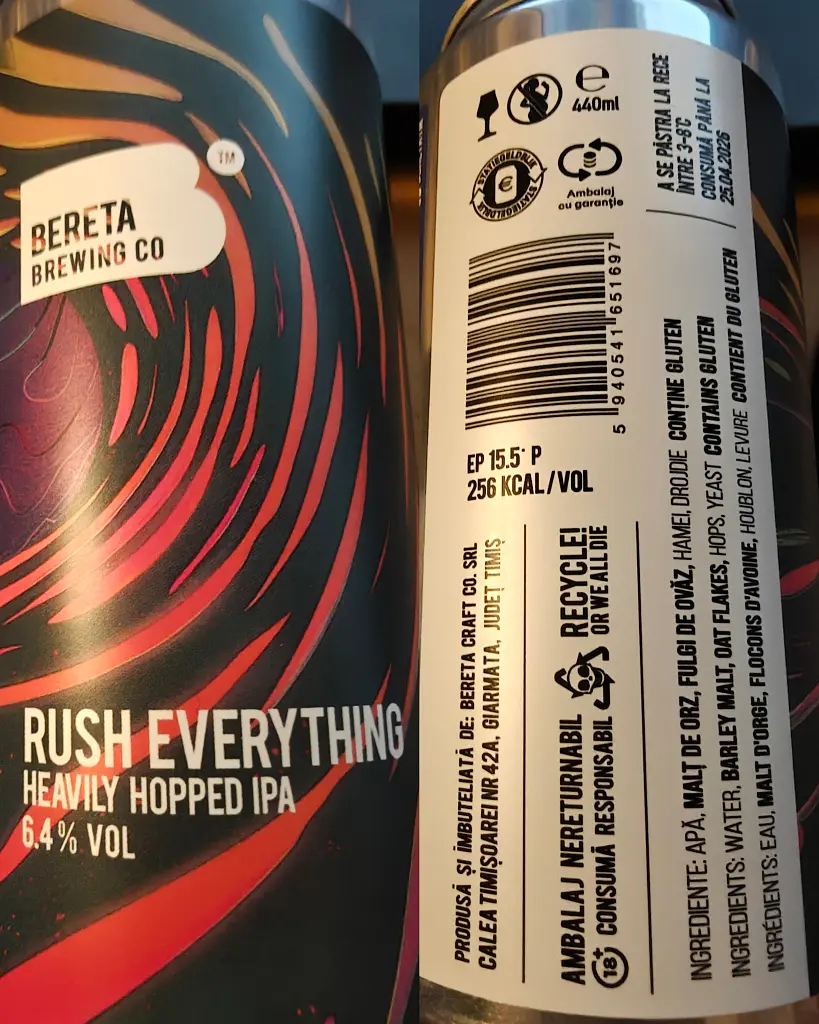 BERETA
BREWING CO
TM
RUSH EVERYTHING
HEAVILY HOPPED IPA
6.4% VOL
e
440ml
STATIEGELDBLIK
€
STATIEGELDBLIK
Ambalaj
cu garanție
A SE PĂSTRA LA RECE
ÎNTRE 3-8°C
CONSUMĂ PÂNĂ LA
25.04.2026
5 940541 651697
EP 15.5° P
256 KCAL/VOL
PRODUSĂ ȘI ÎMBUTELIATĂ DE: BERETA CRAFT CO. SRL
CALEA TIMIȘOAREI NR 42A, GIARMATA, JUDEȚ TIMIȘ
AMBALAJ NERETURNABIL
18+ CONSUMĂ RESPONSABIL
RECYCLE!
OR WE ALL DIE
INGREDIENTE: APĂ, MALȚ DE ORZ, FULGI DE OVĂZ, HAMEI, DROJDIE CONȚINE GLUTEN
INGREDIENTS: WATER, BARLEY MALT, OAT FLAKES, HOPS, YEAST CONTAINS GLUTEN
INGRÉDIENTS: EAU, MALT D'ORGE, FLOCONS D'AVOINE, HOUBLON, LEVURE CONTIENT DU GLUTEN